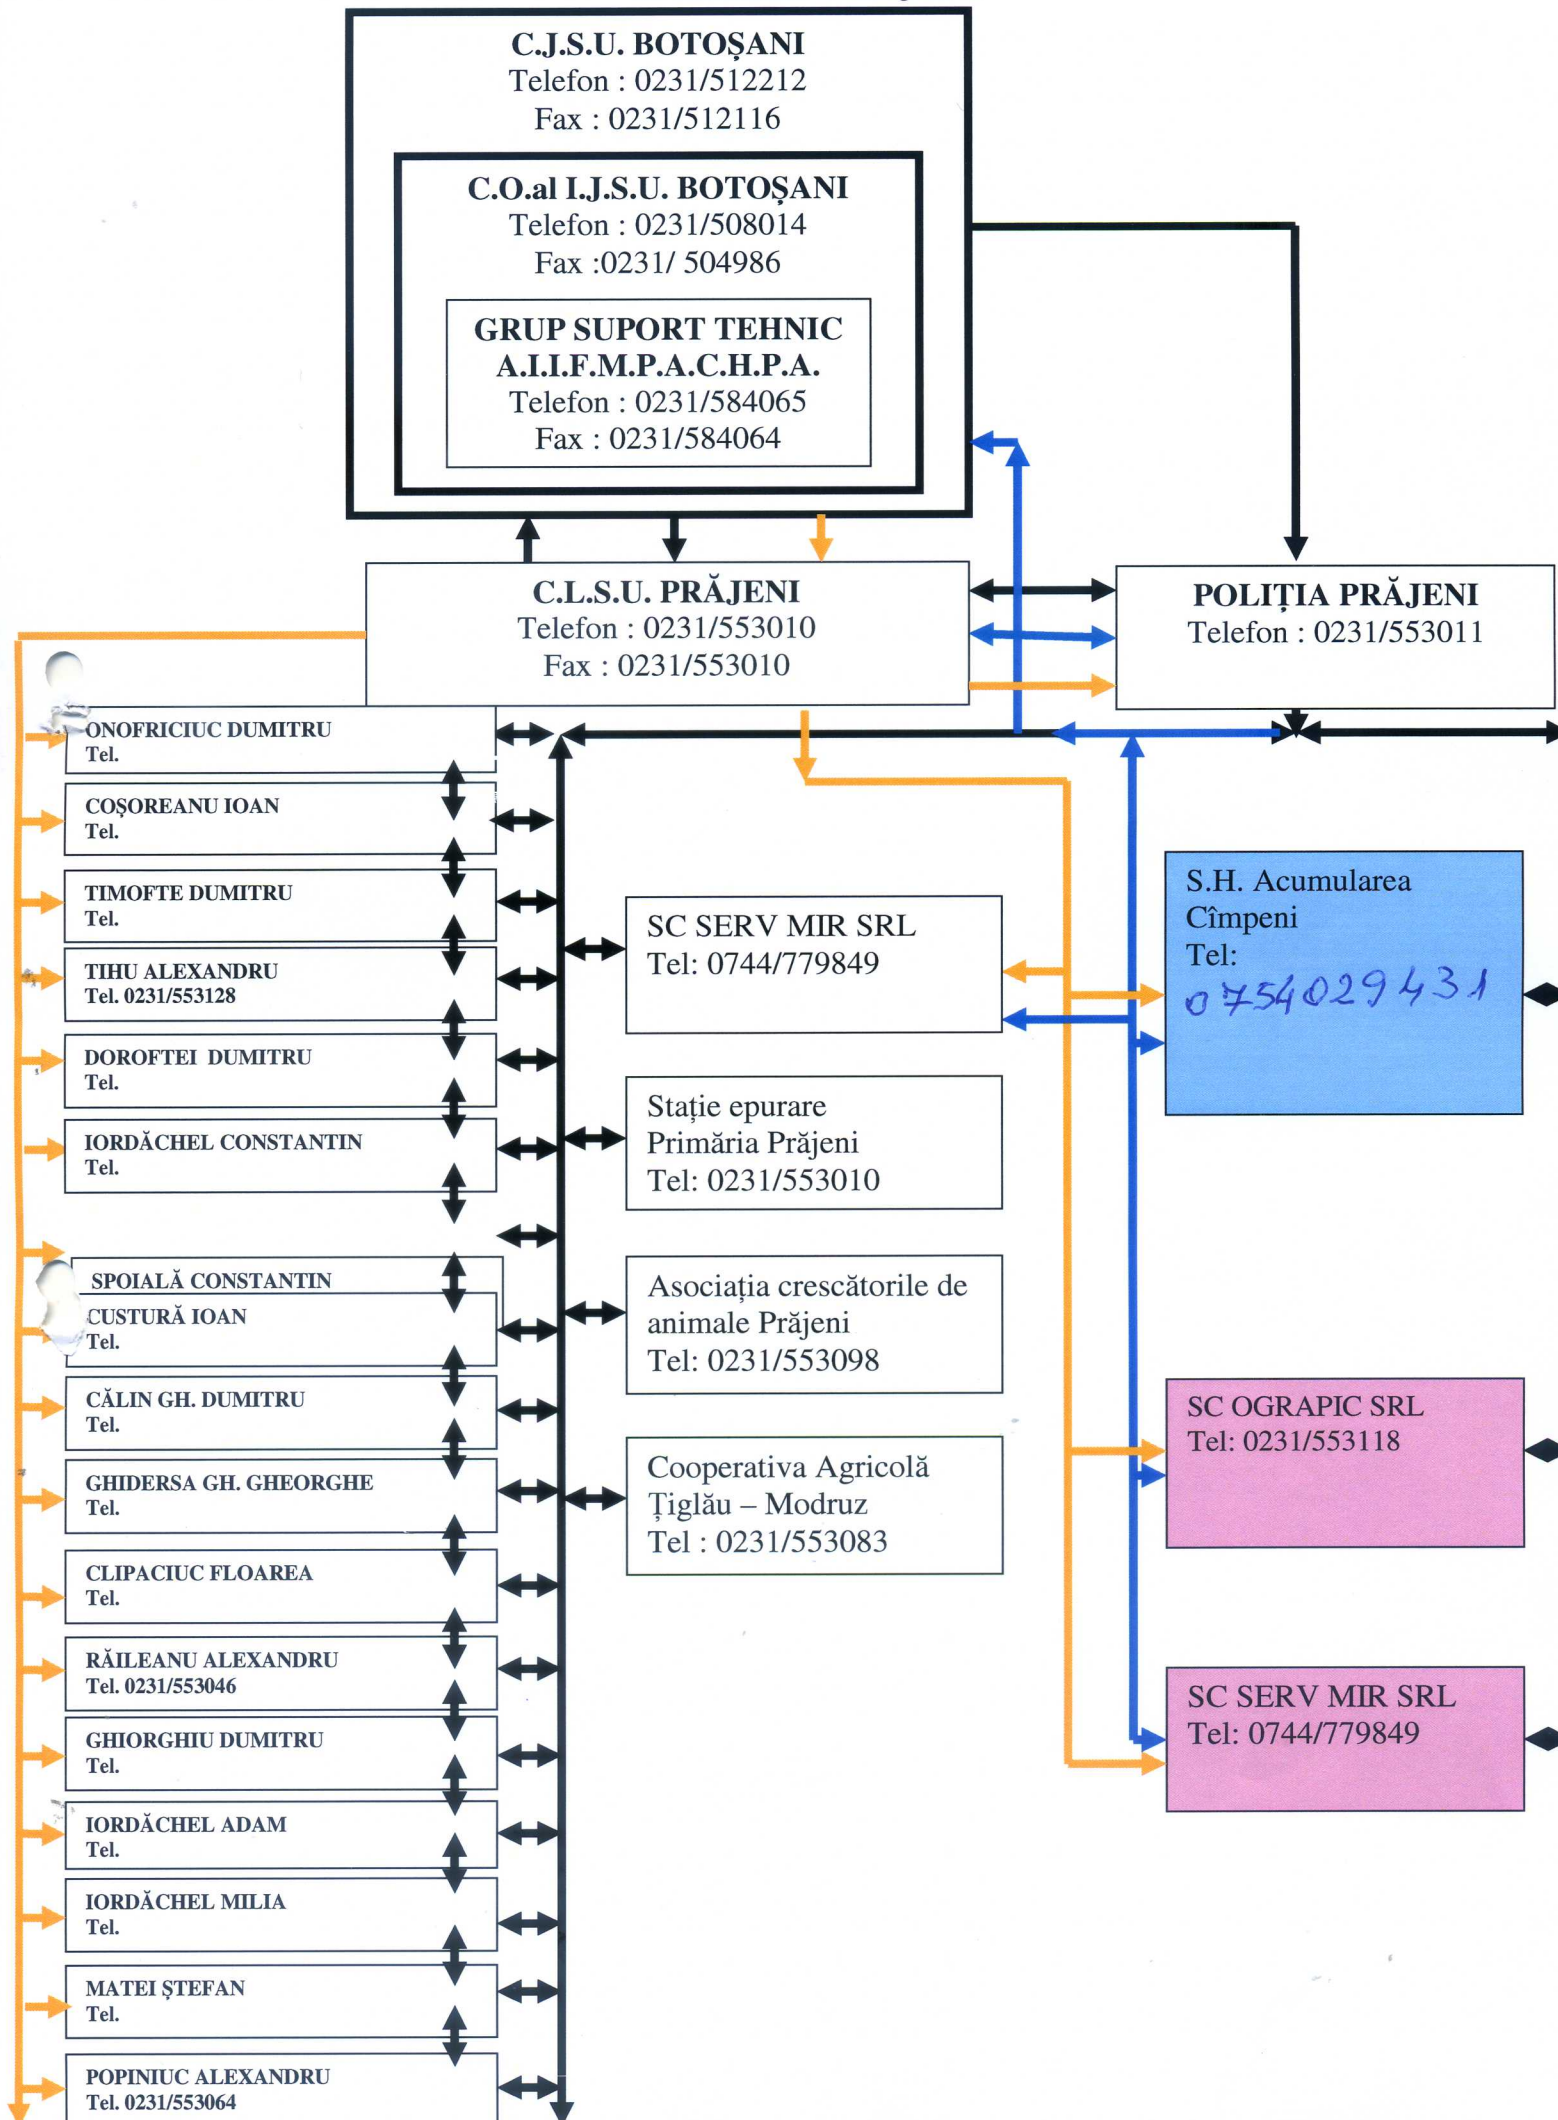 C.J.S.U. BOTOȘANI
Telefon : 0231/512212
Fax : 0231/512116
C.O.al I.J.S.U. BOTOȘANI
Telefon : 0231/508014
Fax :0231/ 504986
GRUP SUPORT TEHNIC
A.I.I.F.M.P.A.C.H.P.A.
Telefon : 0231/584065
Fax : 0231/584064
C.L.S.U. PRĂJENI
Telefon : 0231/553010
Fax : 0231/553010
POLIȚIA PRĂJENI
Telefon : 0231/553011
ONOFRICIUC DUMITRU
Tel.
COȘOREANU IOAN
Tel.
TIMOFTE DUMITRU
Tel.
TIHU ALEXANDRU
Tel. 0231/553128
DOROFTEI DUMITRU
Tel.
IORDĂCHEL CONSTANTIN
Tel.
SPOIALĂ CONSTANTIN
CUSTURĂ IOAN
Tel.
CĂLIN GH. DUMITRU
Tel.
GHIDERSA GH. GHEORGHE
Tel.
CLIPACIUC FLOAREA
Tel.
RĂILEANU ALEXANDRU
Tel. 0231/553046
GHIORGHIU DUMITRU
Tel.
IORDĂCHEL ADAM
Tel.
IORDĂCHEL MILIA
Tel.
MATEI ȘTEFAN
Tel.
POPINIUC ALEXANDRU
Tel. 0231/553064
SC SERV MIR SRL
Tel: 0744/779849
Stație epurare
Primăria Prăjeni
Tel: 0231/553010
Asociația crescătorile de
animale Prăjeni
Tel: 0231/553098
Cooperativa Agricolă
Țiglău – Modruz
Tel : 0231/553083
S.H. Acumularea
Cîmpeni
Tel:
0754029431
SC OGRAPIC SRL
Tel: 0231/553118
SC SERV MIR SRL
Tel: 0744/779849